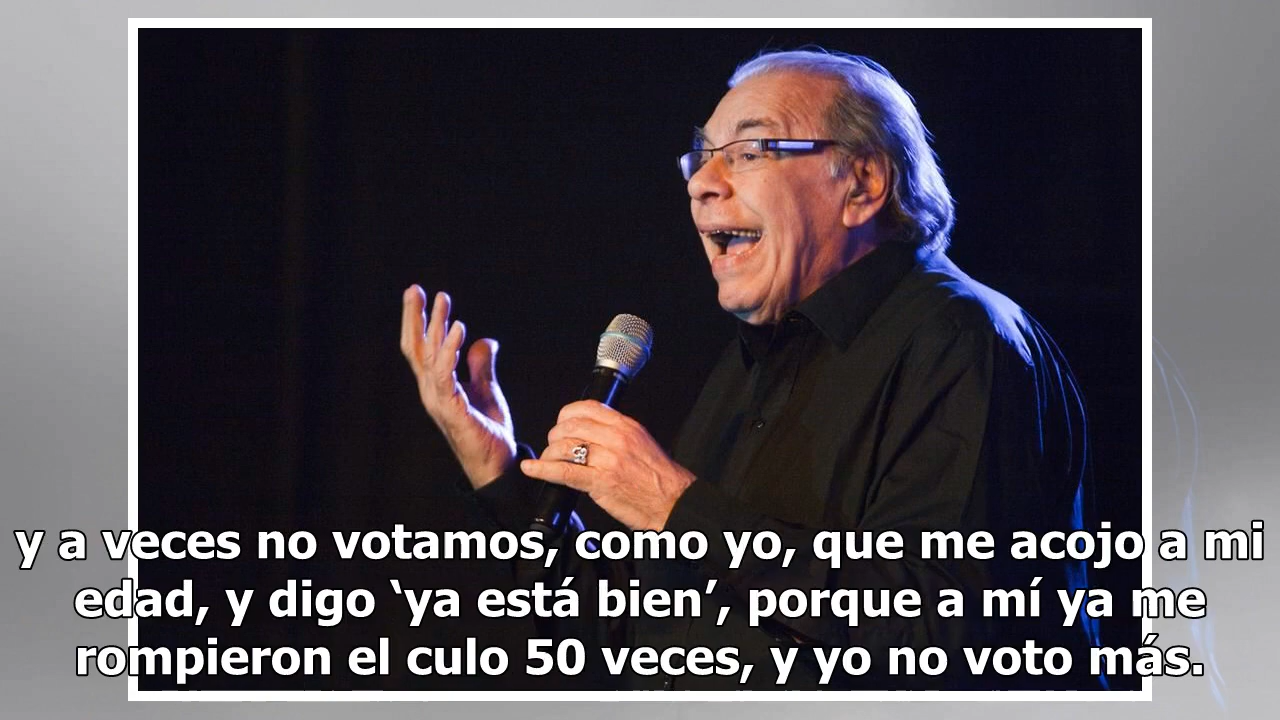 y a veces no votamos, como yo, que me acojo a mi
edad, y digo ‘ya está bien’, porque a mí ya me
rompieron el culo 50 veces, y yo no voto más.